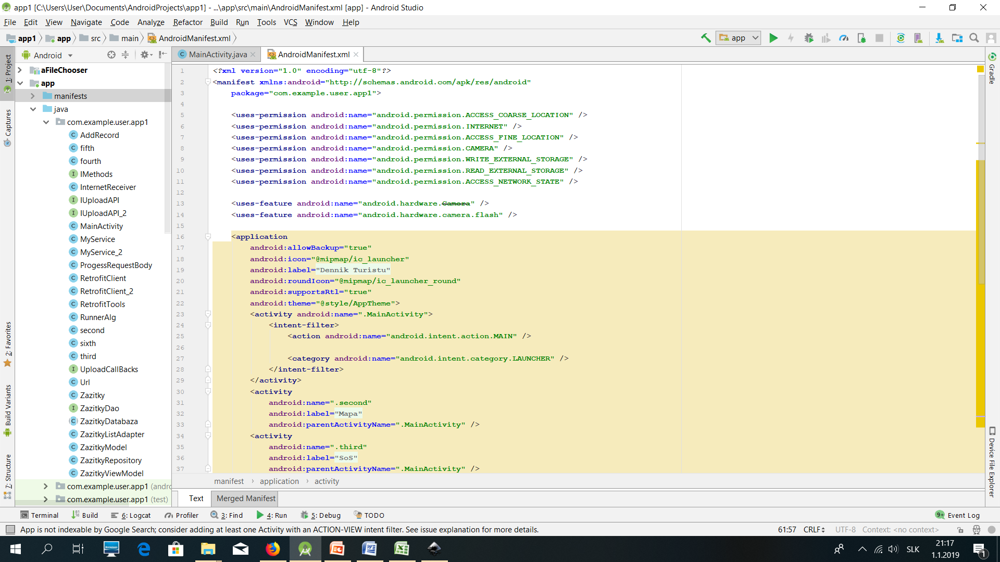 app1 [C:\Users\User\Documents\AndroidProjects\app1] - ...\app\src\main\AndroidManifest.xml [app] - Android Studio
File Edit View Navigate Code Analyze Refactor Build Run Tools VCS Window Help
app1 app src main AndroidManifest.xml app
Android
MainActivity.java AndroidManifest.xml
1: Project
Captures
2: Favorites
Build Variants
7: Structure
aFileChooser
app
manifests
java
com.example.user.app1
AddRecord
fifth
fourth
IMethods
InternetReceiver
IUploadAPI
IUploadAPI_2
MainActivity
MyService
MyService_2
ProgessRequestBody
RetrofitClient
RetrofitClient_2
RetrofitTools
RunnerAlg
second
sixth
third
UploadCallBacks
Url
Zazitky
ZazitkyDao
ZazitkyDatabaza
ZazitkyListAdapter
ZazitkyModel
ZazitkyRepository
ZazitkyViewModel
com.example.user.app1 (andro
com.example.user.app1 (test)
1 <?xml version="1.0" encoding="utf-8"?>
2 <manifest xmlns:android="http://schemas.android.com/apk/res/android"
3 package="com.example.user.app1">
4
5 <uses-permission android:name="android.permission.ACCESS_COARSE_LOCATION" />
6 <uses-permission android:name="android.permission.INTERNET" />
7 <uses-permission android:name="android.permission.ACCESS_FINE_LOCATION" />
8 <uses-permission android:name="android.permission.CAMERA" />
9 <uses-permission android:name="android.permission.WRITE_EXTERNAL_STORAGE" />
10 <uses-permission android:name="android.permission.READ_EXTERNAL_STORAGE" />
11 <uses-permission android:name="android.permission.ACCESS_NETWORK_STATE" />
12
13 <uses-feature android:name="android.hardware.Camera" />
14 <uses-feature android:name="android.hardware.camera.flash" />
15
16 <application
17 android:allowBackup="true"
18 android:icon="@mipmap/ic_launcher"
19 android:label="Dennik Turistu"
20 android:roundIcon="@mipmap/ic_launcher_round"
21 android:supportsRtl="true"
22 android:theme="@style/AppTheme">
23 <activity android:name=".MainActivity">
24 <intent-filter>
25 <action android:name="android.intent.action.MAIN" />
26
27 <category android:name="android.intent.category.LAUNCHER" />
28 </intent-filter>
29 </activity>
30 <activity
31 android:name=".second"
32 android:label="Mapa"
33 android:parentActivityName=".MainActivity" />
34 <activity
35 android:name=".third"
36 android:label="SoS"
37 android:parentActivityName=".MainActivity" />
manifest › application › activity
Text Merged Manifest
Gradle
Device File Explorer
Terminal Build 6: Logcat Profiler 3: Find 4: Run 5: Debug TODO 9+ Event Log
App is not indexable by Google Search; consider adding at least one Activity with an ACTION-VIEW intent filter. See issue explanation for more details. 61:57 CRLF UTF-8 Context: <no context>
SLK 21:17
1.1.2019 1